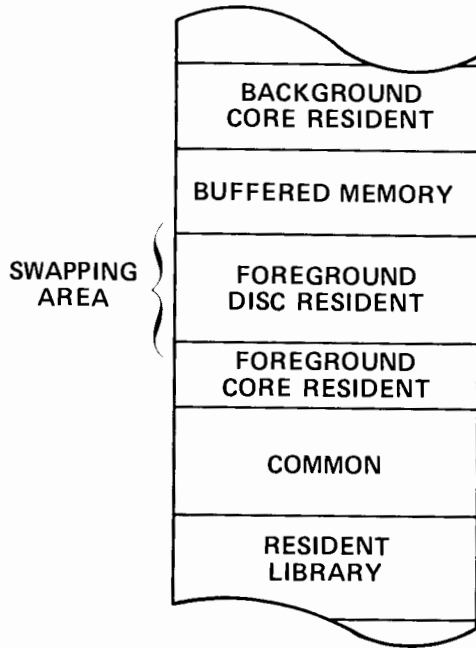 BACKGROUND
CORE RESIDENT
BUFFERED MEMORY
SWAPPING
AREA
FOREGROUND
DISC RESIDENT
FOREGROUND
CORE RESIDENT
COMMON
RESIDENT
LIBRARY